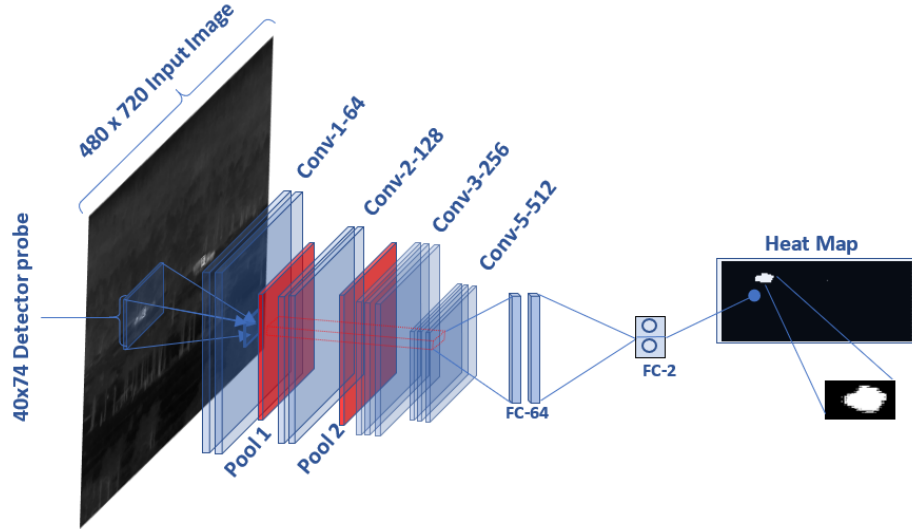 480 x 720 Input Image
40x74 Detector probe
Conv-1-64
Conv-2-128
Conv-3-256
Conv-5-512
Pool 1
Pool 2
FC-64
FC-2
Heat Map